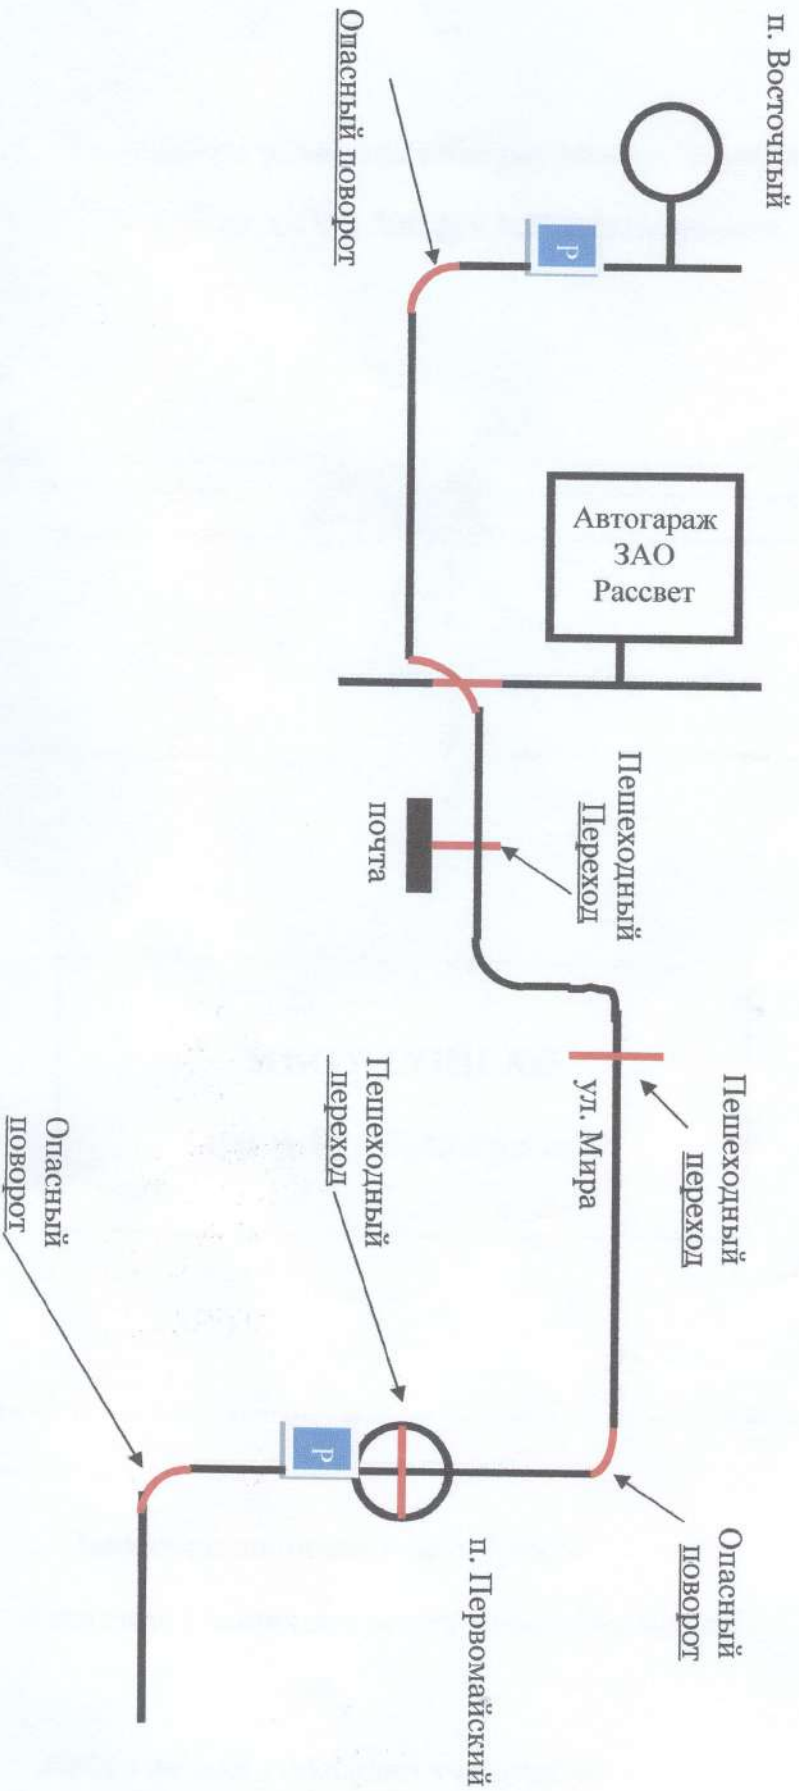 п. Восточный
Опасный поворот
P
Автогараж
ЗАО
Рассвет
Пешеходный
Переход
почта
Пешеходный
переход
ул. Мира
Пешеходный
переход
Опасный
поворот
P
п. Первомайский
Опасный
поворот